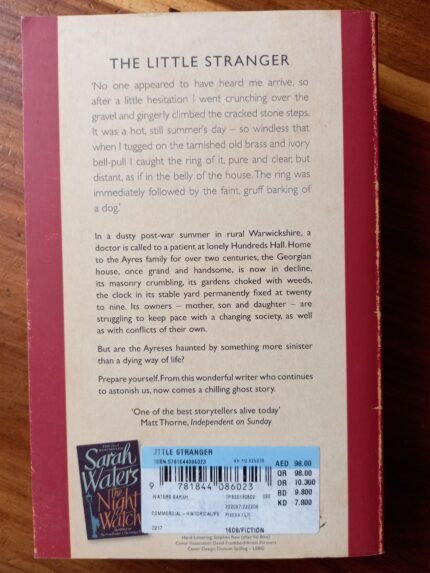 THE LITTLE STRANGER
'No one appeared to have heard me arrive, so
after a little hesitation I went crunching over the
gravel and gingerly climbed the cracked stone steps.
It was a hot, still summer's day – so windless that
when I tugged on the tarnished old brass and ivory
bell-pull I caught the ring of it, pure and clear, but
distant, as if in the belly of the house. The ring was
immediately followed by the faint, gruff barking of
a dog.'
In a dusty post-war summer in rural Warwickshire, a
doctor is called to a patient at lonely Hundreds Hall. Home
to the Ayres family for over two centuries, the Georgian
house, once grand and handsome, is now in decline,
its masonry crumbling, its gardens choked with weeds,
the clock in its stable yard permanently fixed at twenty
to nine. Its owners – mother, son and daughter – are
struggling to keep pace with a changing society, as well
as with conflicts of their own.
But are the Ayreses haunted by something more sinister
than a dying way of life?
Prepare yourself. From this wonderful writer who continues
to astonish us, now comes a chilling ghost story.
'One of the best storytellers alive today'
Matt Thorne, Independent on Sunday
Sarah
Waters
The
Night
Watch
ITTLE STRANGER
ISBN 9781844086023
9 781844 086023
WATERS SARAH
COMMERCIAL - HISTORICAL/PE
0217
160B/FICTION
AED 98.00
QR 98.00
OR 10.300
BD 9.800
KD 7.800